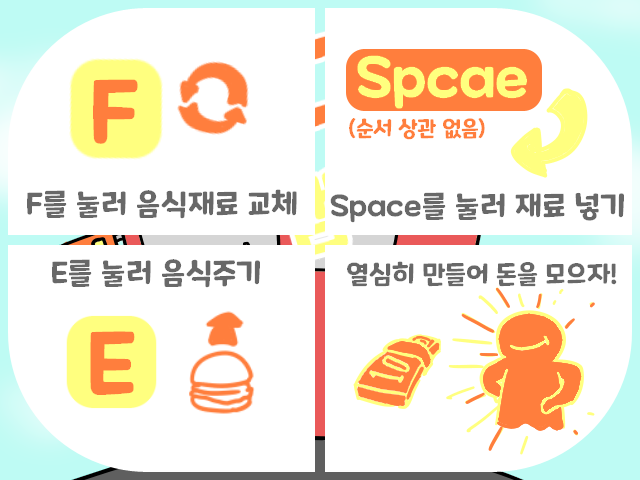 F
F를 눌러 음식재료 교체
Spcae
(순서 상관 없음)
Space를 눌러 재료 넣기
E를 눌러 음식주기
E
열심히 만들어 돈을 모으자!
10